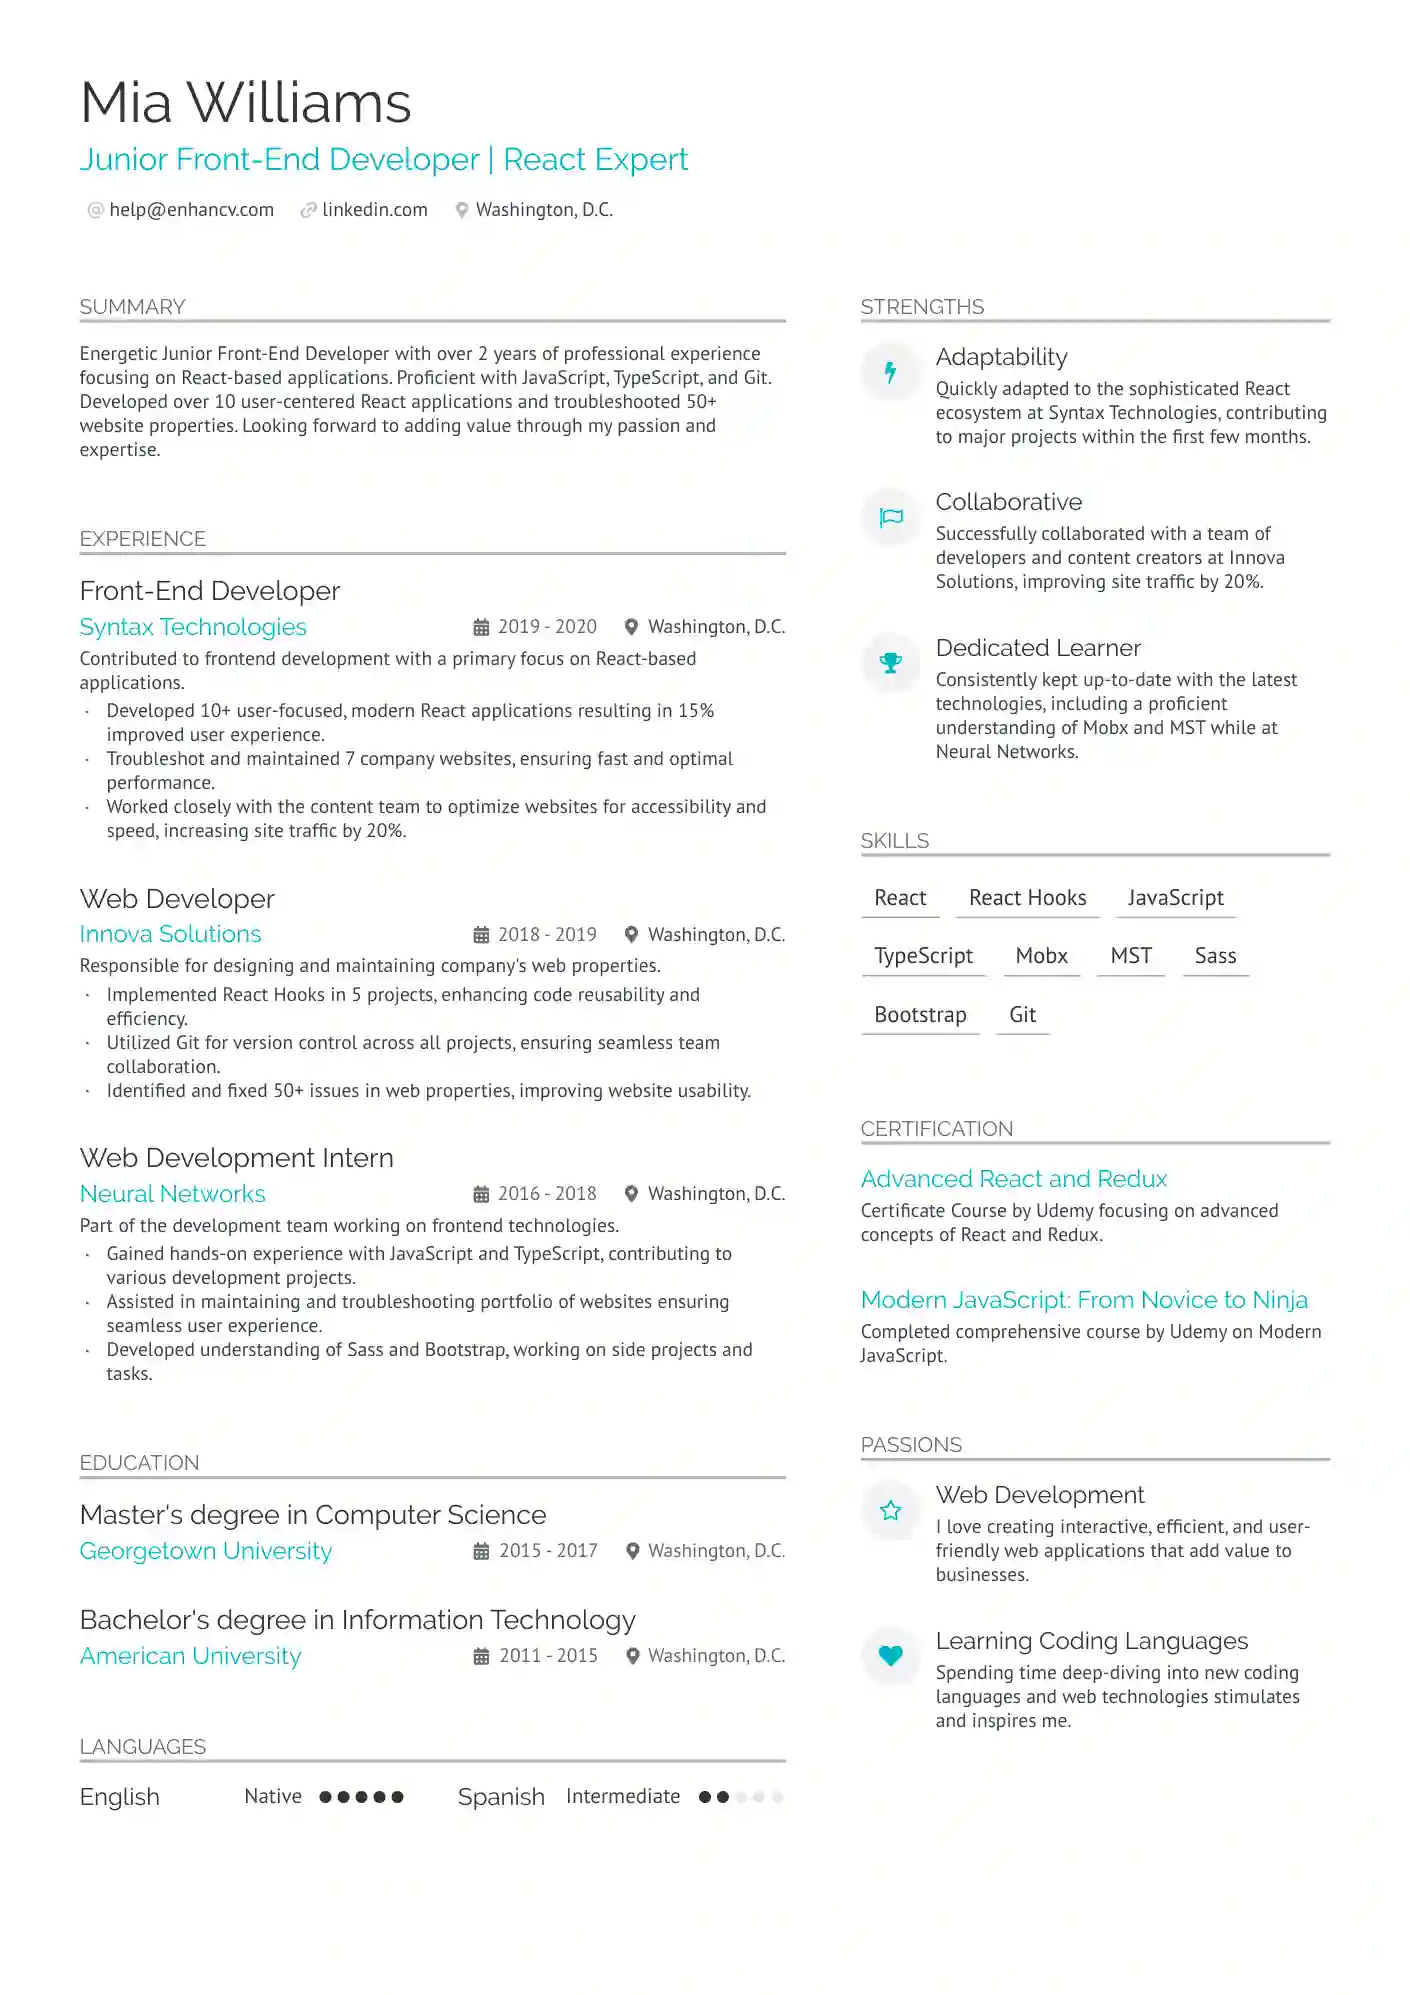 Mia Williams
Junior Front-End Developer | React Expert
help@enhancv.com linkedin.com Washington, D.C.
SUMMARY
Energetic Junior Front-End Developer with over 2 years of professional experience
focusing on React-based applications. Proficient with JavaScript, TypeScript, and Git.
Developed over 10 user-centered React applications and troubleshooted 50+
website properties. Looking forward to adding value through my passion and
expertise.
EXPERIENCE
Front-End Developer
Syntax Technologies 2019 - 2020 Washington, D.C.
Contributed to frontend development with a primary focus on React-based
applications.
· Developed 10+ user-focused, modern React applications resulting in 15%
improved user experience.
· Troubleshot and maintained 7 company websites, ensuring fast and optimal
performance.
· Worked closely with the content team to optimize websites for accessibility and
speed, increasing site traffic by 20%.
Web Developer
Innova Solutions 2018 - 2019 Washington, D.C.
Responsible for designing and maintaining company's web properties.
· Implemented React Hooks in 5 projects, enhancing code reusability and
efficiency.
· Utilized Git for version control across all projects, ensuring seamless team
collaboration.
· Identified and fixed 50+ issues in web properties, improving website usability.
Web Development Intern
Neural Networks 2016 - 2018 Washington, D.C.
Part of the development team working on frontend technologies.
· Gained hands-on experience with JavaScript and TypeScript, contributing to
various development projects.
· Assisted in maintaining and troubleshooting portfolio of websites ensuring
seamless user experience.
· Developed understanding of Sass and Bootstrap, working on side projects and
tasks.
EDUCATION
Master's degree in Computer Science
Georgetown University 2015 - 2017 Washington, D.C.
Bachelor's degree in Information Technology
American University 2011 - 2015 Washington, D.C.
LANGUAGES
English Native Spanish Intermediate
STRENGTHS
Adaptability
Quickly adapted to the sophisticated React
ecosystem at Syntax Technologies, contributing
to major projects within the first few months.
Collaborative
Successfully collaborated with a team of
developers and content creators at Innova
Solutions, improving site traffic by 20%.
Dedicated Learner
Consistently kept up-to-date with the latest
technologies, including a proficient
understanding of Mobx and MST while at
Neural Networks.
SKILLS
React React Hooks JavaScript
TypeScript Mobx MST Sass
Bootstrap Git
CERTIFICATION
Advanced React and Redux
Certificate Course by Udemy focusing on advanced
concepts of React and Redux.
Modern JavaScript: From Novice to Ninja
Completed comprehensive course by Udemy on Modern
JavaScript.
PASSIONS
Web Development
I love creating interactive, efficient, and user-
friendly web applications that add value to
businesses.
Learning Coding Languages
Spending time deep-diving into new coding
languages and web technologies stimulates
and inspires me.